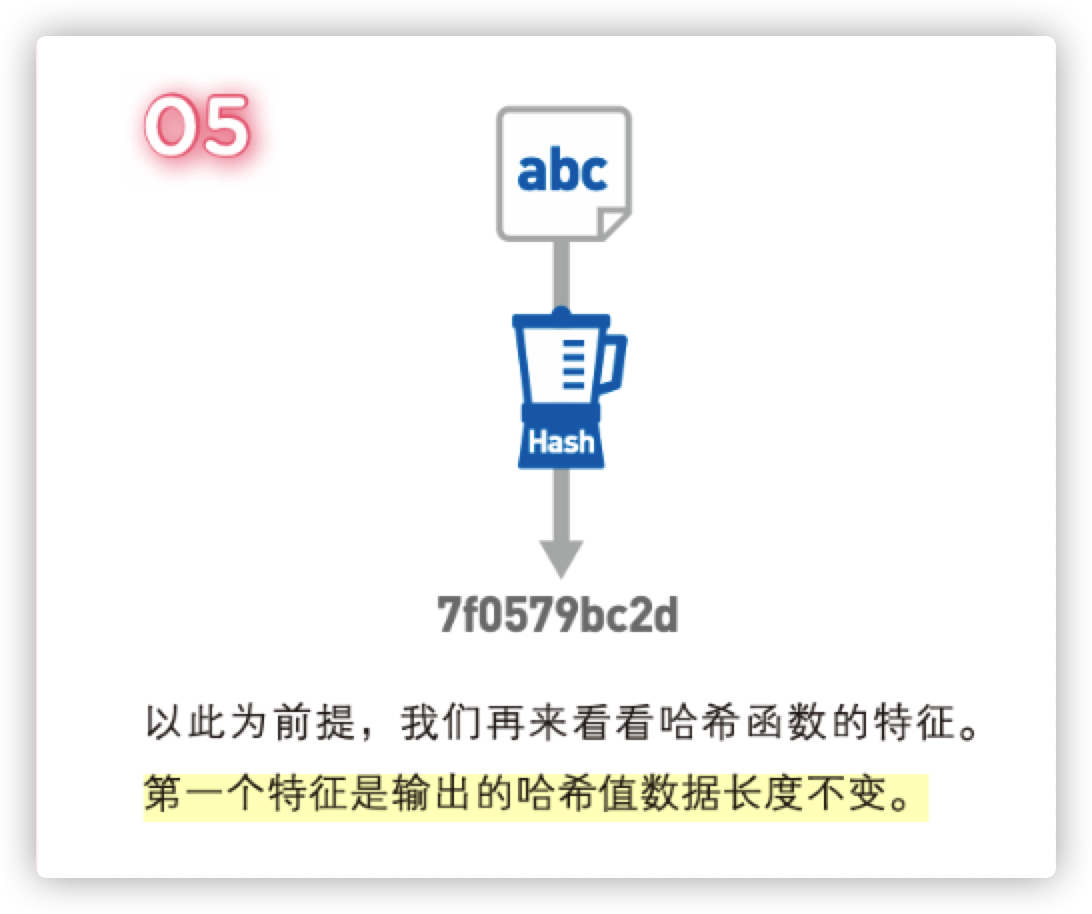 05
abc
Hash
7f0579bc2d
以此为前提，我们再来看看哈希函数的特征。
第一个特征是输出的哈希值数据长度不变。